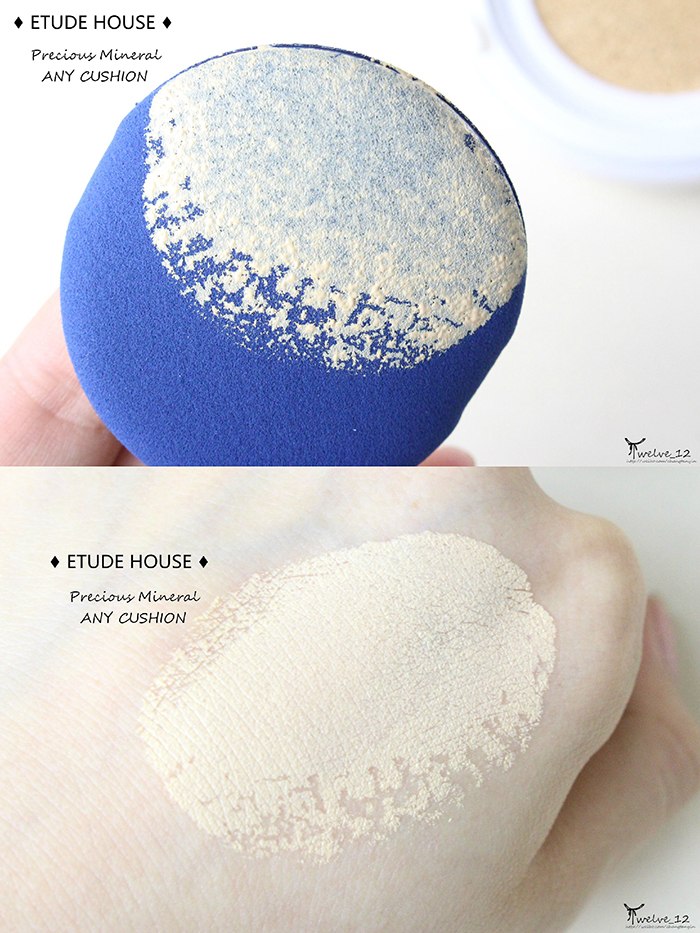 ♦ ETUDE HOUSE ♦
Precious Mineral
ANY CUSHION
Twelve_12
♦ ETUDE HOUSE ♦
Precious Mineral
ANY CUSHION
Twelve_12